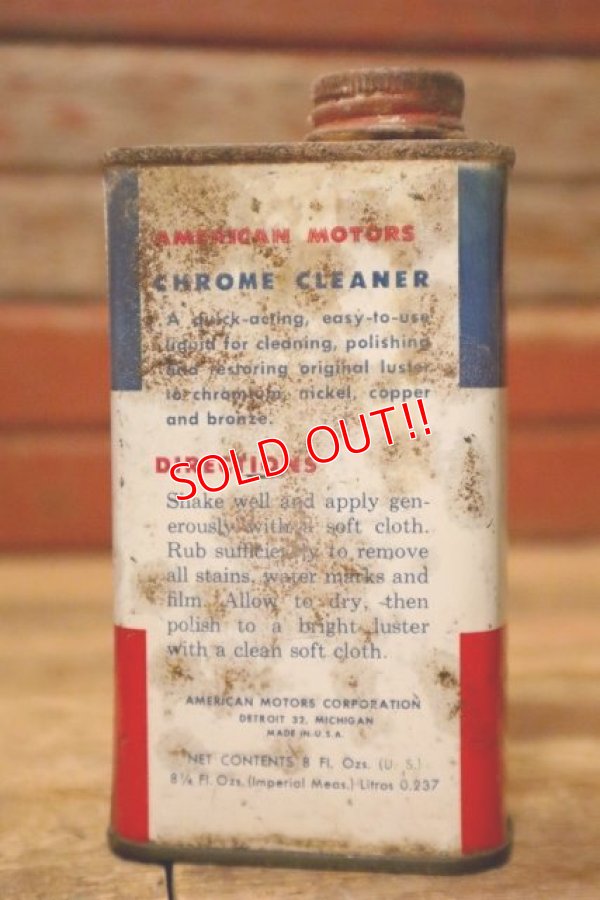 AMERICAN MOTORS
CHROME CLEANER
A quick-acting, easy-to-use
liquid for cleaning, polishing
and restoring original luster
to chromium, nickel, copper
and bronze.
SOLD OUT!!
DIRECTIONS
Shake well and apply gen-
erously with a soft cloth.
Rub sufficiently to remove
all stains, water marks and
film. Allow to dry, then
polish to a bright luster
with a clean soft cloth.
AMERICAN MOTORS CORPORATION
DETROIT 32, MICHIGAN
MADE IN U.S.A.
NET CONTENTS 8 Fl. Ozs. (U. S.)
8¼ Fl. Ozs. (Imperial Meas.) Litros 0.237